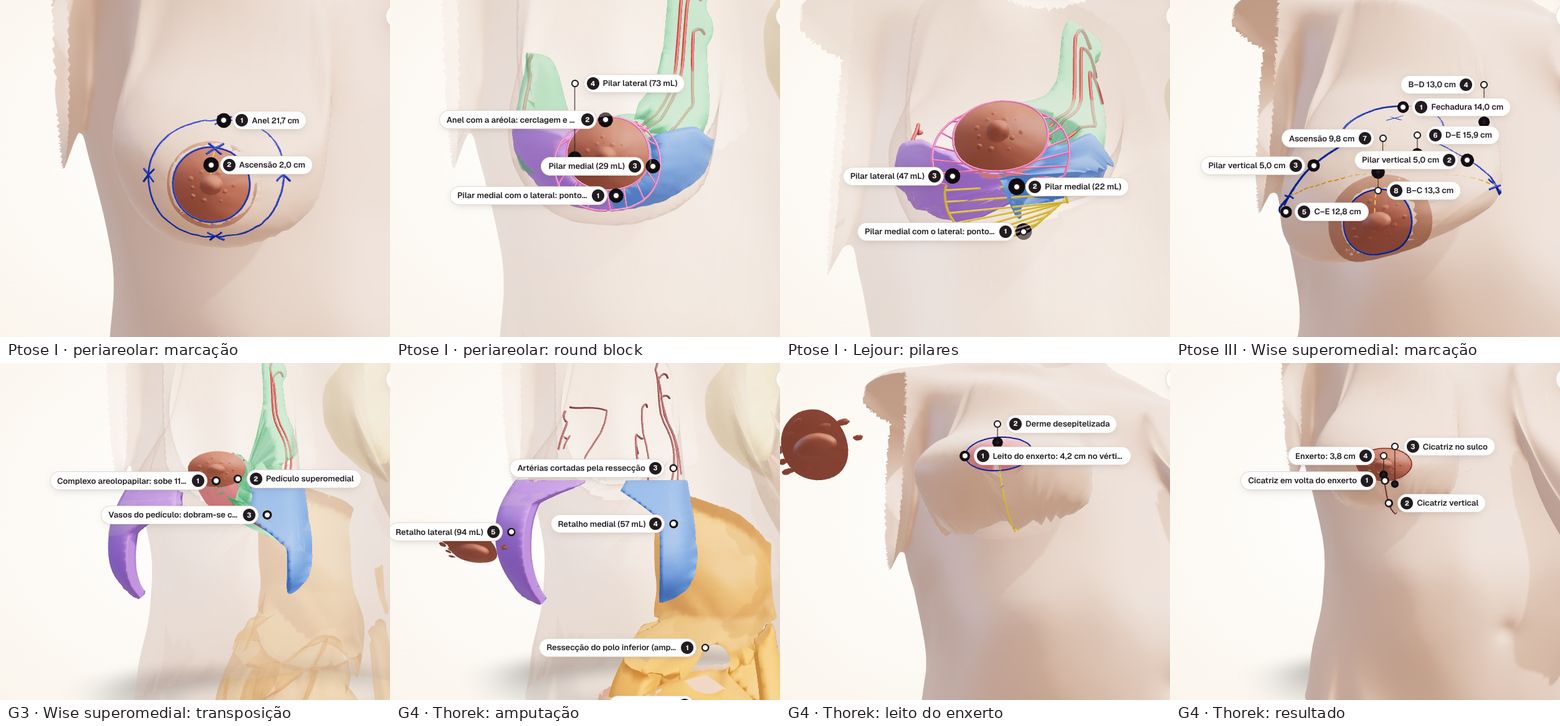 1 Anel 21,7 cm
2 Ascensão 2,0 cm
Ptose I · periareolar: marcação
4 Pilar lateral (73 mL)
Anel com a aréola: cerclagem e ... 2
Pilar medial (29 mL) 3
Pilar medial com o lateral: ponto... 1
Ptose I · periareolar: round block
Pilar lateral (47 mL) 3
2 Pilar medial (22 mL)
Pilar medial com o lateral: ponto... 1
Ptose I · Lejour: pilares
B–D 13,0 cm 4
1 Fechadura 14,0 cm
Ascensão 9,8 cm 7
6 D–E 15,9 cm
Pilar vertical 5,0 cm 3
Pilar vertical 5,0 cm 2
8 B–C 13,3 cm
5 C–E 12,8 cm
Ptose III · Wise superomedial: marcação
Complexo areolopapilar: sobe 11... 1
2 Pedículo superomedial
Vasos do pedículo: dobram-se c... 3
G3 · Wise superomedial: transposição
Artérias cortadas pela ressecção 3
Retalho lateral (94 mL) 5
Retalho medial (57 mL) 4
Ressecção do polo inferior (amp... 1
G4 · Thorek: amputação
2 Derme desepitelizada
1 Leito do enxerto: 4,2 cm no vérti...
G4 · Thorek: leito do enxerto
3 Cicatriz no sulco
Enxerto: 3,8 cm 4
Cicatriz em volta do enxerto 1
2 Cicatriz vertical
G4 · Thorek: resultado